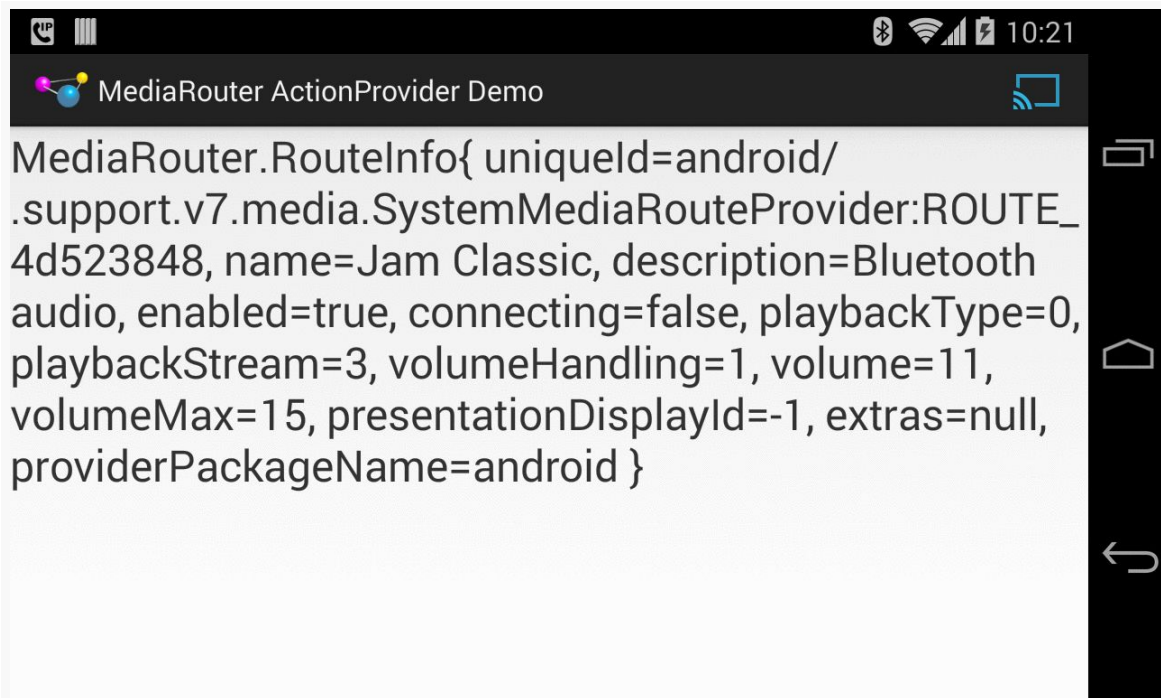 10:21
MediaRouter ActionProvider Demo
MediaRouter.RouteInfo{ uniqueId=android/
.support.v7.media.SystemMediaRouteProvider:ROUTE_
4d523848, name=Jam Classic, description=Bluetooth
audio, enabled=true, connecting=false, playbackType=0,
playbackStream=3, volumeHandling=1, volume=11,
volumeMax=15, presentationDisplayId=-1, extras=null,
providerPackageName=android }